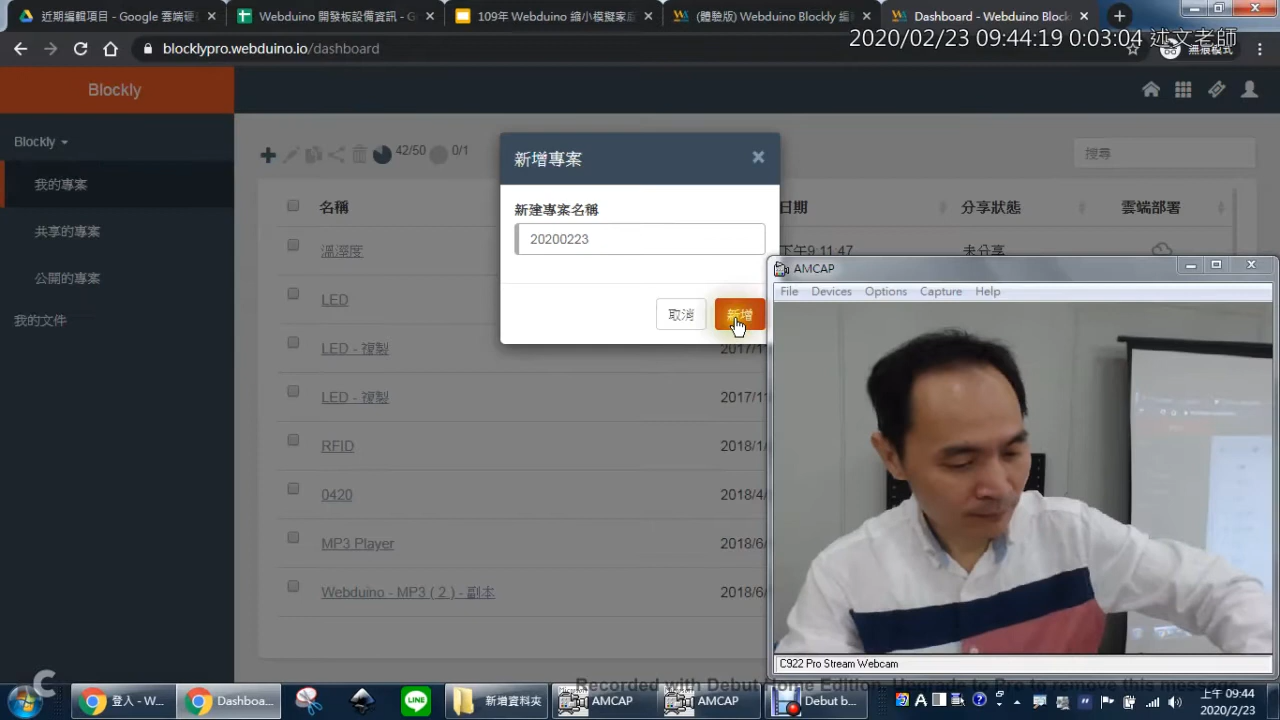 近期編輯項目 - Google 雲端硬
Webduino 開發板設備資訊 - G
109年 Webduino 縮小模擬家庭
(體驗版) Webduino Blockly 編
Dashboard - Webduino Block
blocklypro.webduino.io/dashboard
2020/02/23 09:44:19 0:03:04 述文老師
無痕模式
Blockly
Blockly
我的專案
共享的專案
公開的專案
我的文件
42/50
0/1
搜尋
名稱
日期
分享狀態
雲端部署
溫溼度
下午9:11:47
未分享
LED
LED - 複製
2017/1
LED - 複製
2017/11
RFID
2018/1/
0420
2018/4/
MP3 Player
2018/6/
Webduino - MP3 ( 2 ) - 副本
2018/6/
新增專案
新建專案名稱
20200223
取消
新增
AMCAP
File Devices Options Capture Help
C922 Pro Stream Webcam
Recorded with Debut Home Edition. Upgrade to Pro to remove this message.
登入 - W...
Dashboa...
LINE
新增資料夾
AMCAP
AMCAP
Debut b...
上午 09:44
2020/2/23